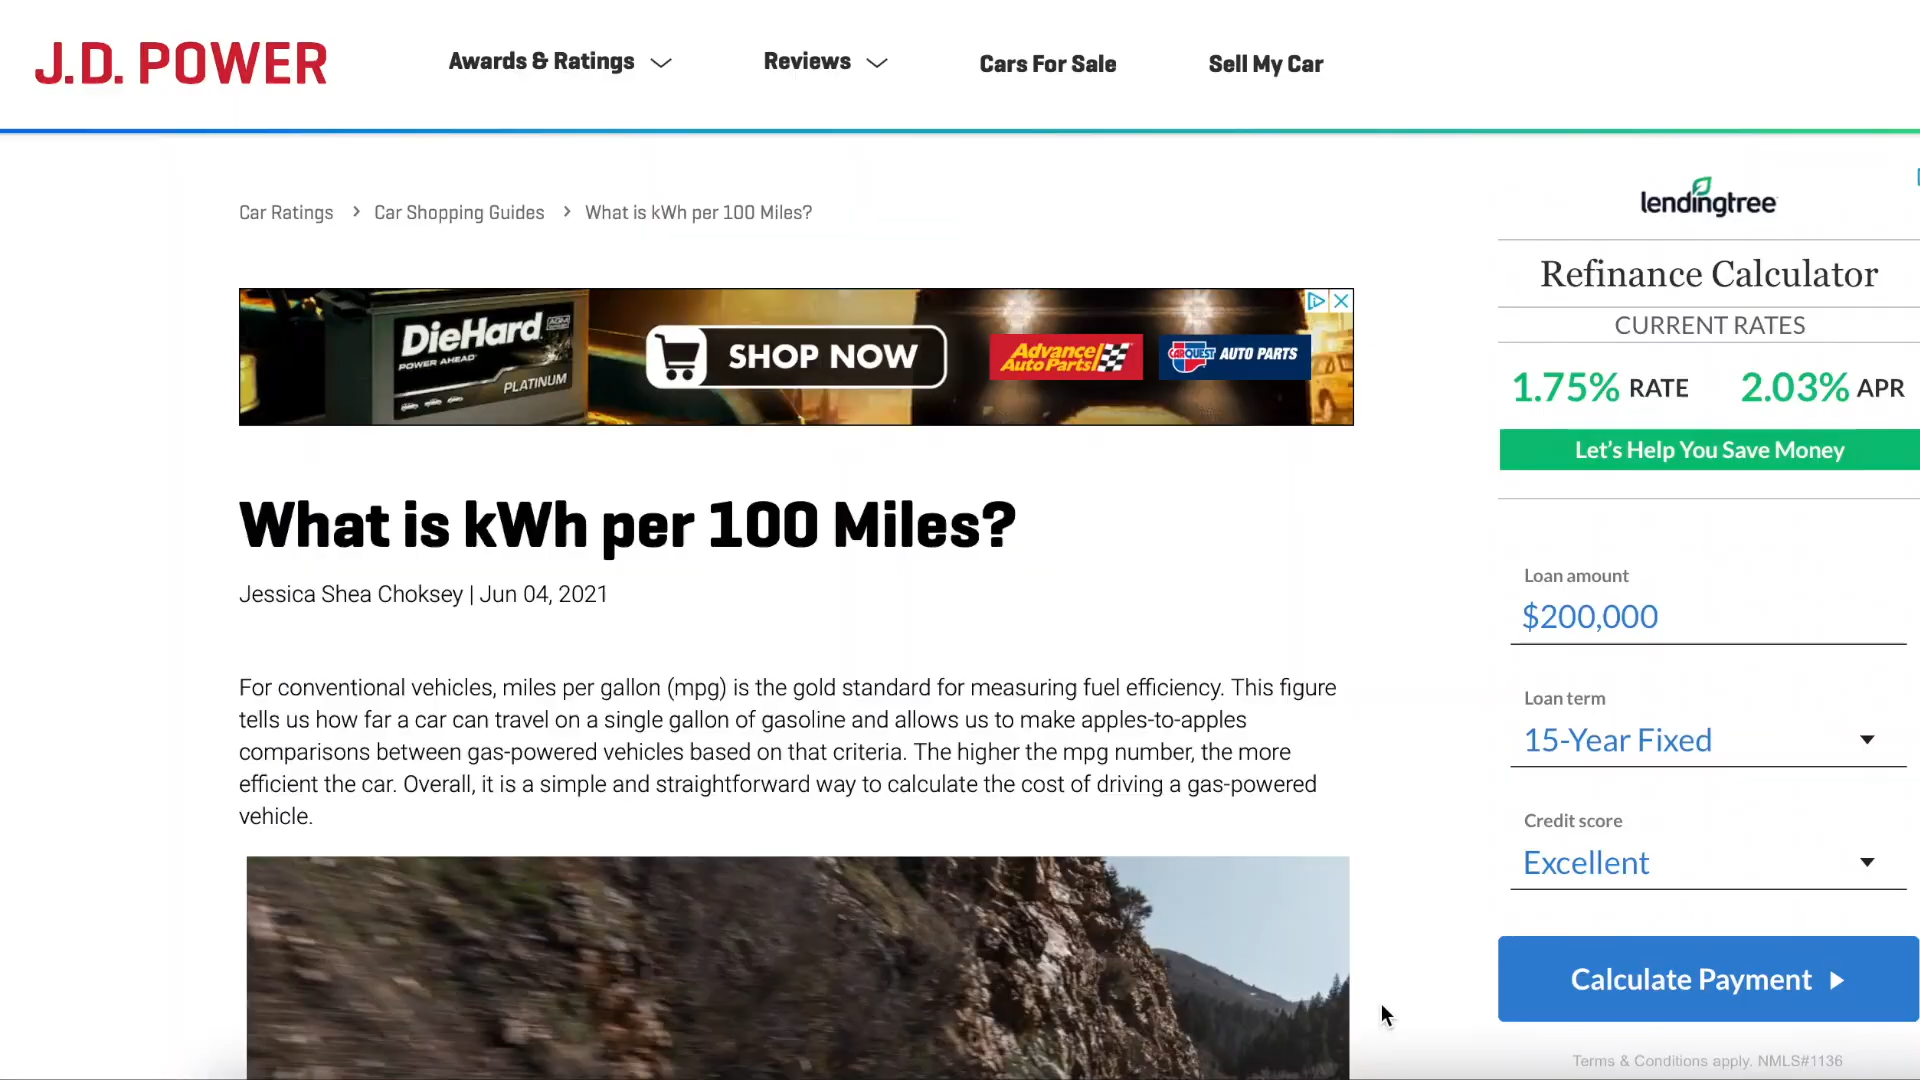 J.D. POWER
Awards & Ratings
Reviews
Cars For Sale
Sell My Car
Car Ratings > Car Shopping Guides > What is kWh per 100 Miles?
DieHard
AGM
POWER AHEAD
PLATINUM
SHOP NOW
Advance
Auto Parts
CARQUEST AUTO PARTS
What is kWh per 100 Miles?
Jessica Shea Choksey | Jun 04, 2021
For conventional vehicles, miles per gallon (mpg) is the gold standard for measuring fuel efficiency. This figure
tells us how far a car can travel on a single gallon of gasoline and allows us to make apples-to-apples
comparisons between gas-powered vehicles based on that criteria. The higher the mpg number, the more
efficient the car. Overall, it is a simple and straightforward way to calculate the cost of driving a gas-powered
vehicle.
lendingtree
Refinance Calculator
CURRENT RATES
1.75% RATE 2.03% APR
Let's Help You Save Money
Loan amount
$200,000
Loan term
15-Year Fixed
Credit score
Excellent
Calculate Payment
Terms & Conditions apply. NMLS#1136